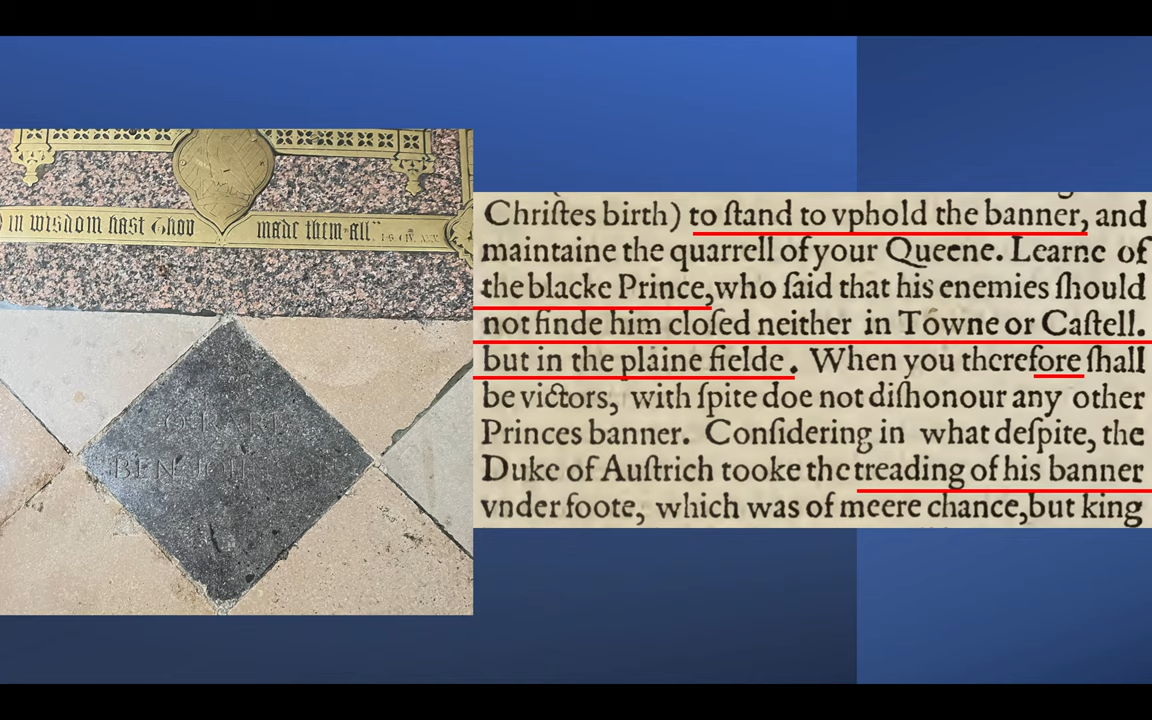 in wisdom hast Thou made them all."
O RARE
BEN JOHNSON
Chriſtes birth) to ſtand to vphold the banner, and
maintaine the quarrell of your Queene. Learne of
the blacke Prince, who ſaid that his enemies ſhould
not finde him cloſed neither in Towne or Caſtell.
but in the plaine fielde. When you therefore ſhall
be victors, with ſpite doe not diſhonour any other
Princes banner. Conſidering in what deſpite, the
Duke of Auſtrich tooke the treading of his banner
vnder foote, which was of meere chance, but king